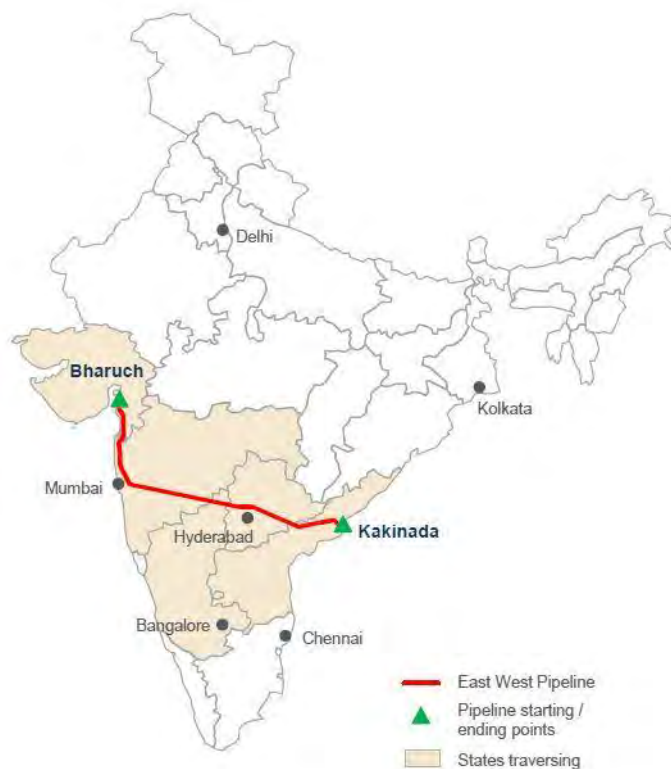 Delhi
Bharuch
Kolkata
Mumbai
Hyderabad
Kakinada
Bangalore
Chennai
East West Pipeline
Pipeline starting /
ending points
States traversing